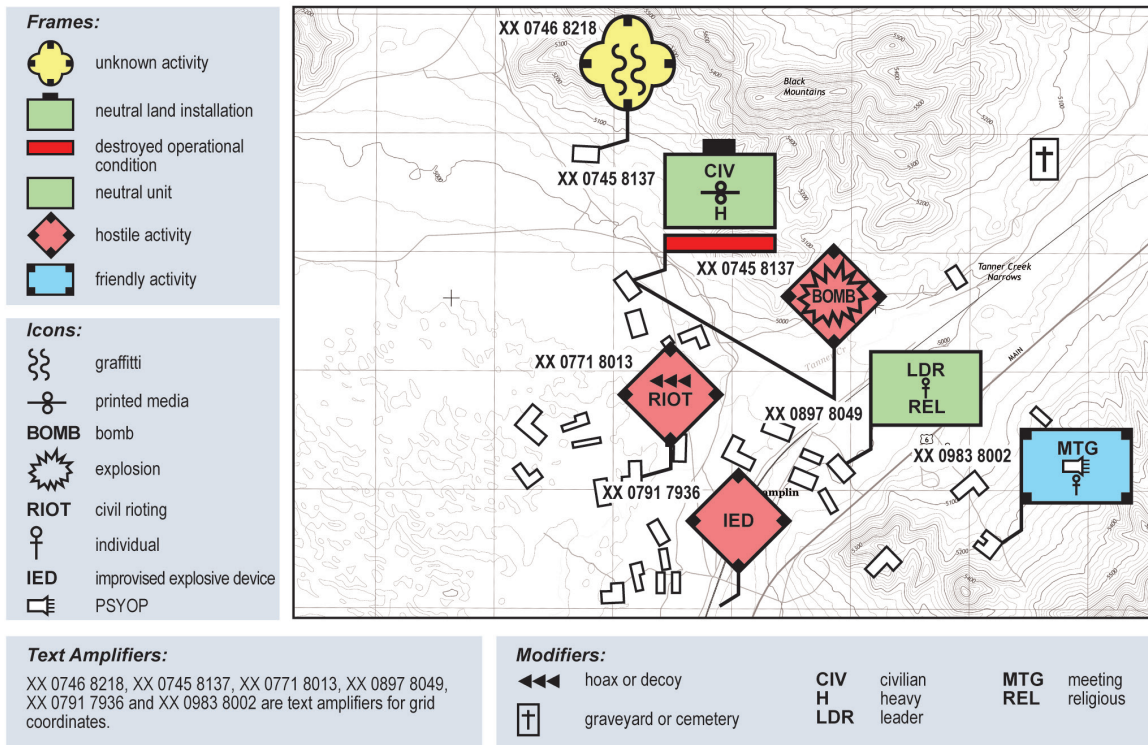 Frames:
unknown activity
neutral land installation
destroyed operational
condition
neutral unit
hostile activity
friendly activity
Icons:
graffitti
printed media
BOMB bomb
explosion
RIOT civil rioting
individual
IED improvised explosive device
PSYOP
XX 0746 8218
Black
Mountains
XX 0745 8137
CIV
H
XX 0745 8137
BOMB
Tanner Creek
Narrows
MAIN
XX 0771 8013
RIOT
LDR
REL
XX 0897 8049
6
XX 0983 8002
MTG
XX 0791 7936
amplin
IED
Text Amplifiers:
XX 0746 8218, XX 0745 8137, XX 0771 8013, XX 0897 8049,
XX 0791 7936 and XX 0983 8002 are text amplifiers for grid
coordinates.
Modifiers:
hoax or decoy
graveyard or cemetery
CIV civilian
H heavy
LDR leader
MTG meeting
REL religious